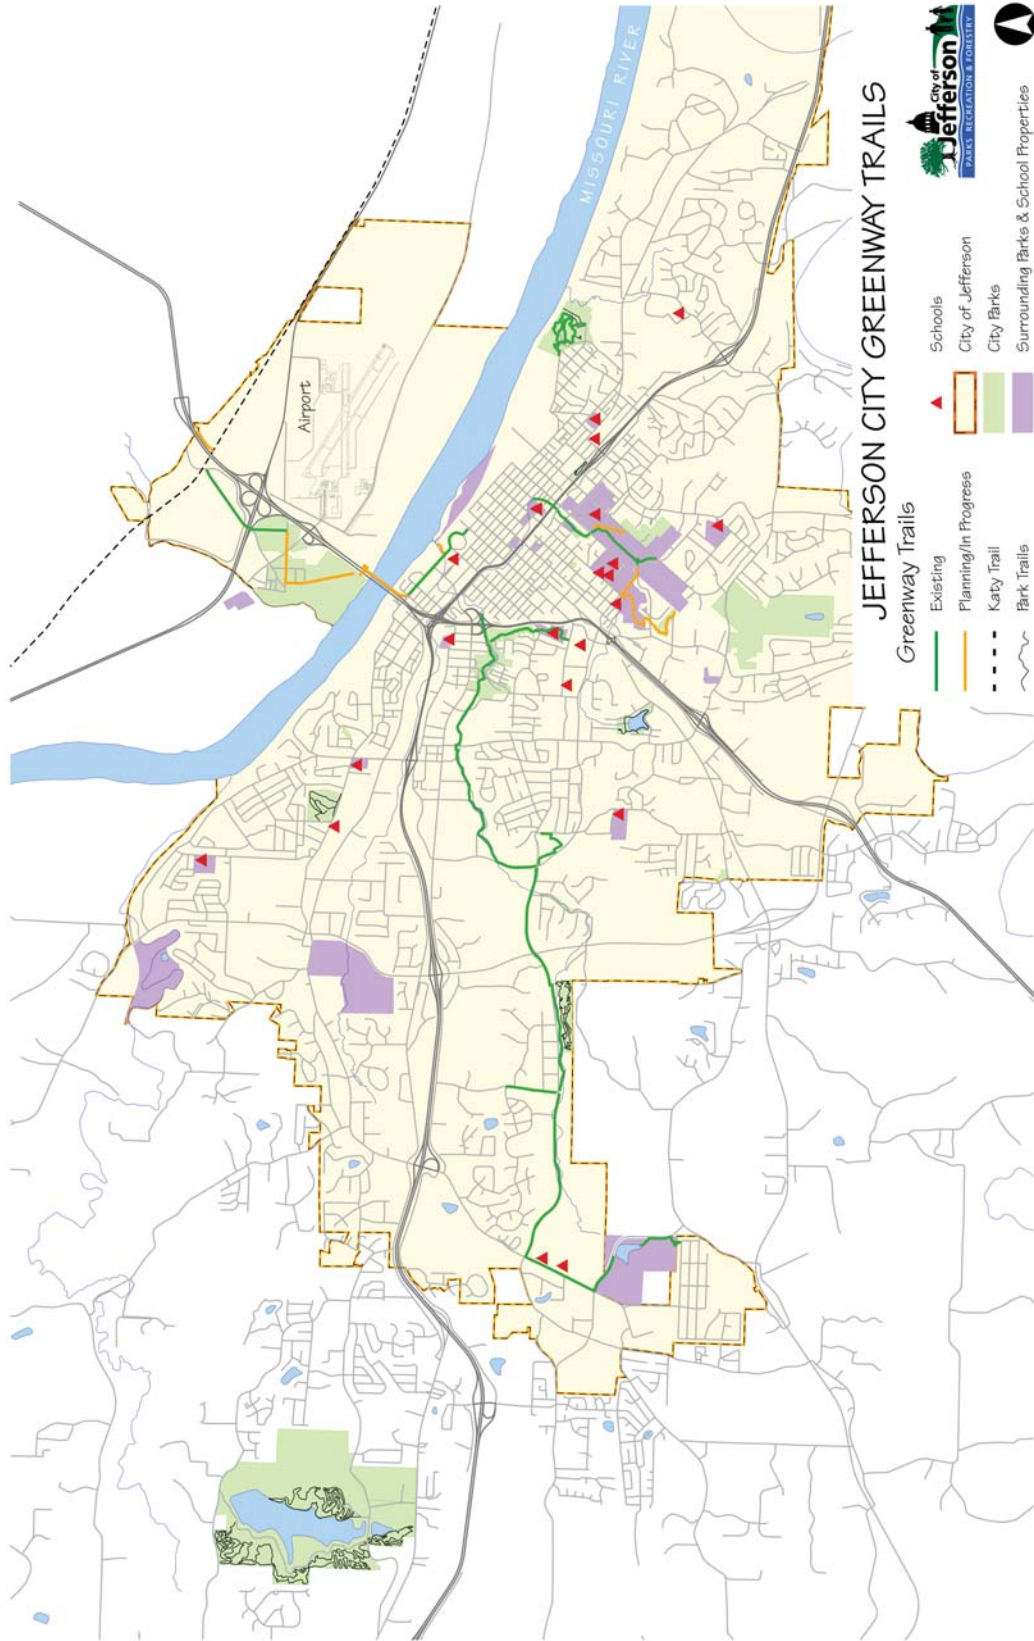 MISSOURI RIVER
Airport
JEFFERSON CITY GREENWAY TRAILS
Greenway Trails
Existing
Planning/In Progress
Katy Trail
Park Trails
Schools
City of Jefferson
City Parks
Surrounding Parks & School Properties
City of
Jefferson
PARKS RECREATION & FORESTRY